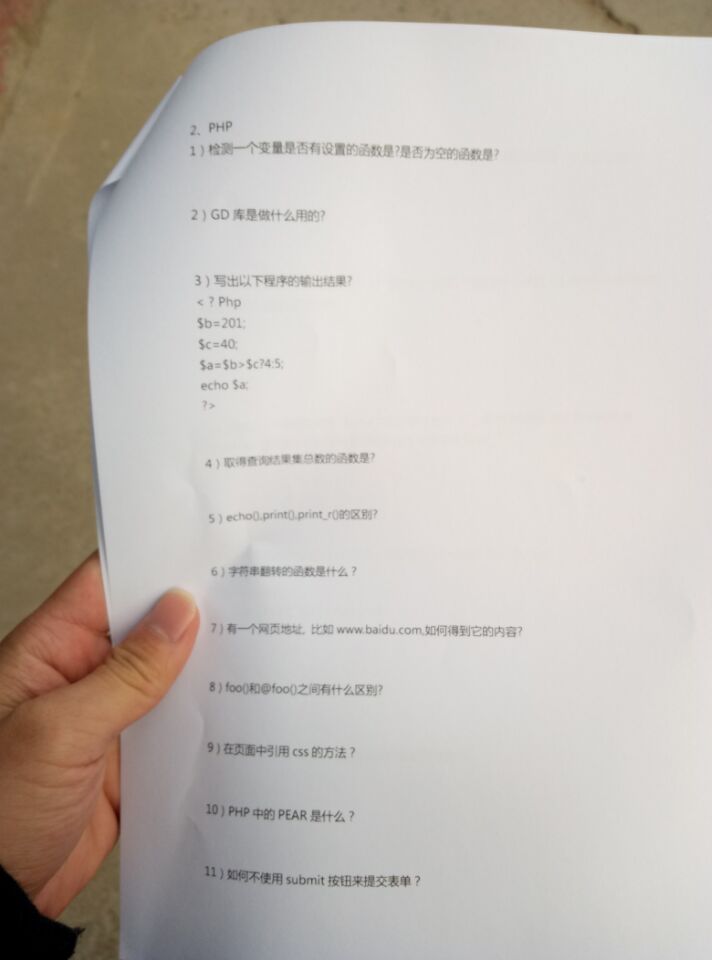 2、PHP
1）检测一个变量是否有设置的函数是?是否为空的函数是?
2）GD 库是做什么用的?
3）写出以下程序的输出结果?
< ? Php
$b=201;
$c=40;
$a=$b>$c?4:5;
echo $a;
?>
4）取得查询结果集总数的函数是?
5）echo(),print(),print_r()的区别?
6）字符串翻转的函数是什么？
7）有一个网页地址, 比如 www.baidu.com,如何得到它的内容?
8）foo()和@foo()之间有什么区别?
9）在页面中引用 css 的方法？
10）PHP 中的 PEAR 是什么？
11）如何不使用 submit 按钮来提交表单？